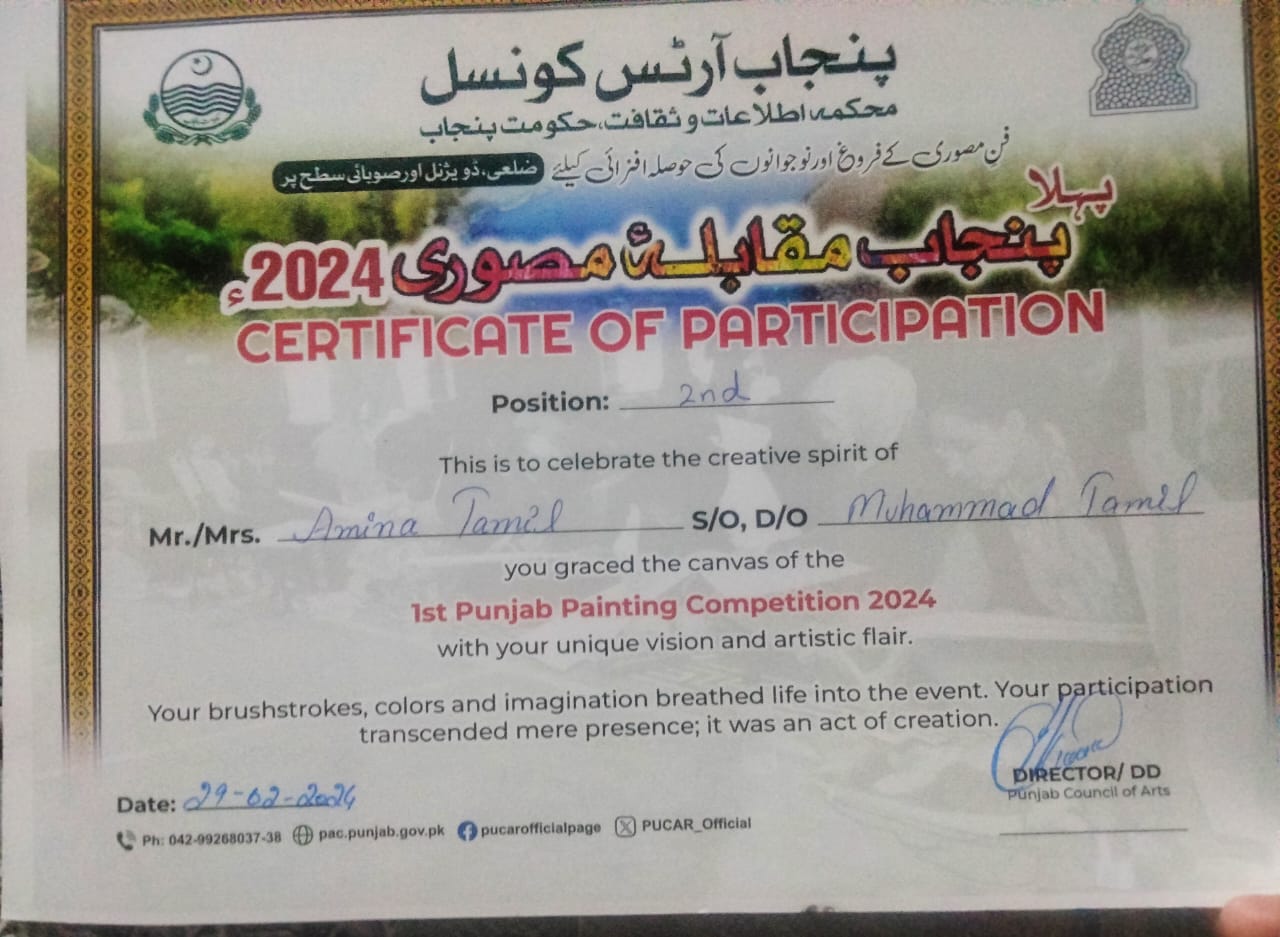 پنجاب آرٹس کونسل
محکمہ اطلاعات و ثقافت، حکومت پنجاب
فنِ مصوری کے فروغ اور نوجوانوں کی حوصلہ افزائی کیلئے ضلعی، ڈویژنل اور صوبائی سطح پر
پہلا
پنجاب مقابلۂ مصوری 2024ء
CERTIFICATE OF PARTICIPATION
Position: 2nd
This is to celebrate the creative spirit of
Mr./Mrs. Amina Jamil S/O, D/O Muhammad Jamil
you graced the canvas of the
1st Punjab Painting Competition 2024
with your unique vision and artistic flair.
Your brushstrokes, colors and imagination breathed life into the event. Your participation
transcended mere presence; it was an act of creation.
DIRECTOR/ DD
Punjab Council of Arts
Date: 29-02-2024
Ph: 042-99268037-38 pac.punjab.gov.pk pucarofficialpage PUCAR_Official